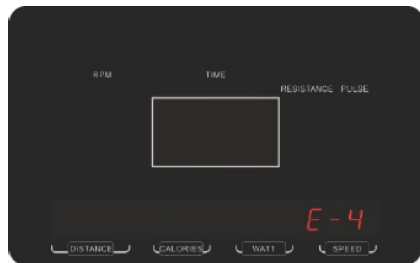 RPM TIME
RESISTANCE PULSE
E-4
DISTANCE CALORIES WATT SPEED